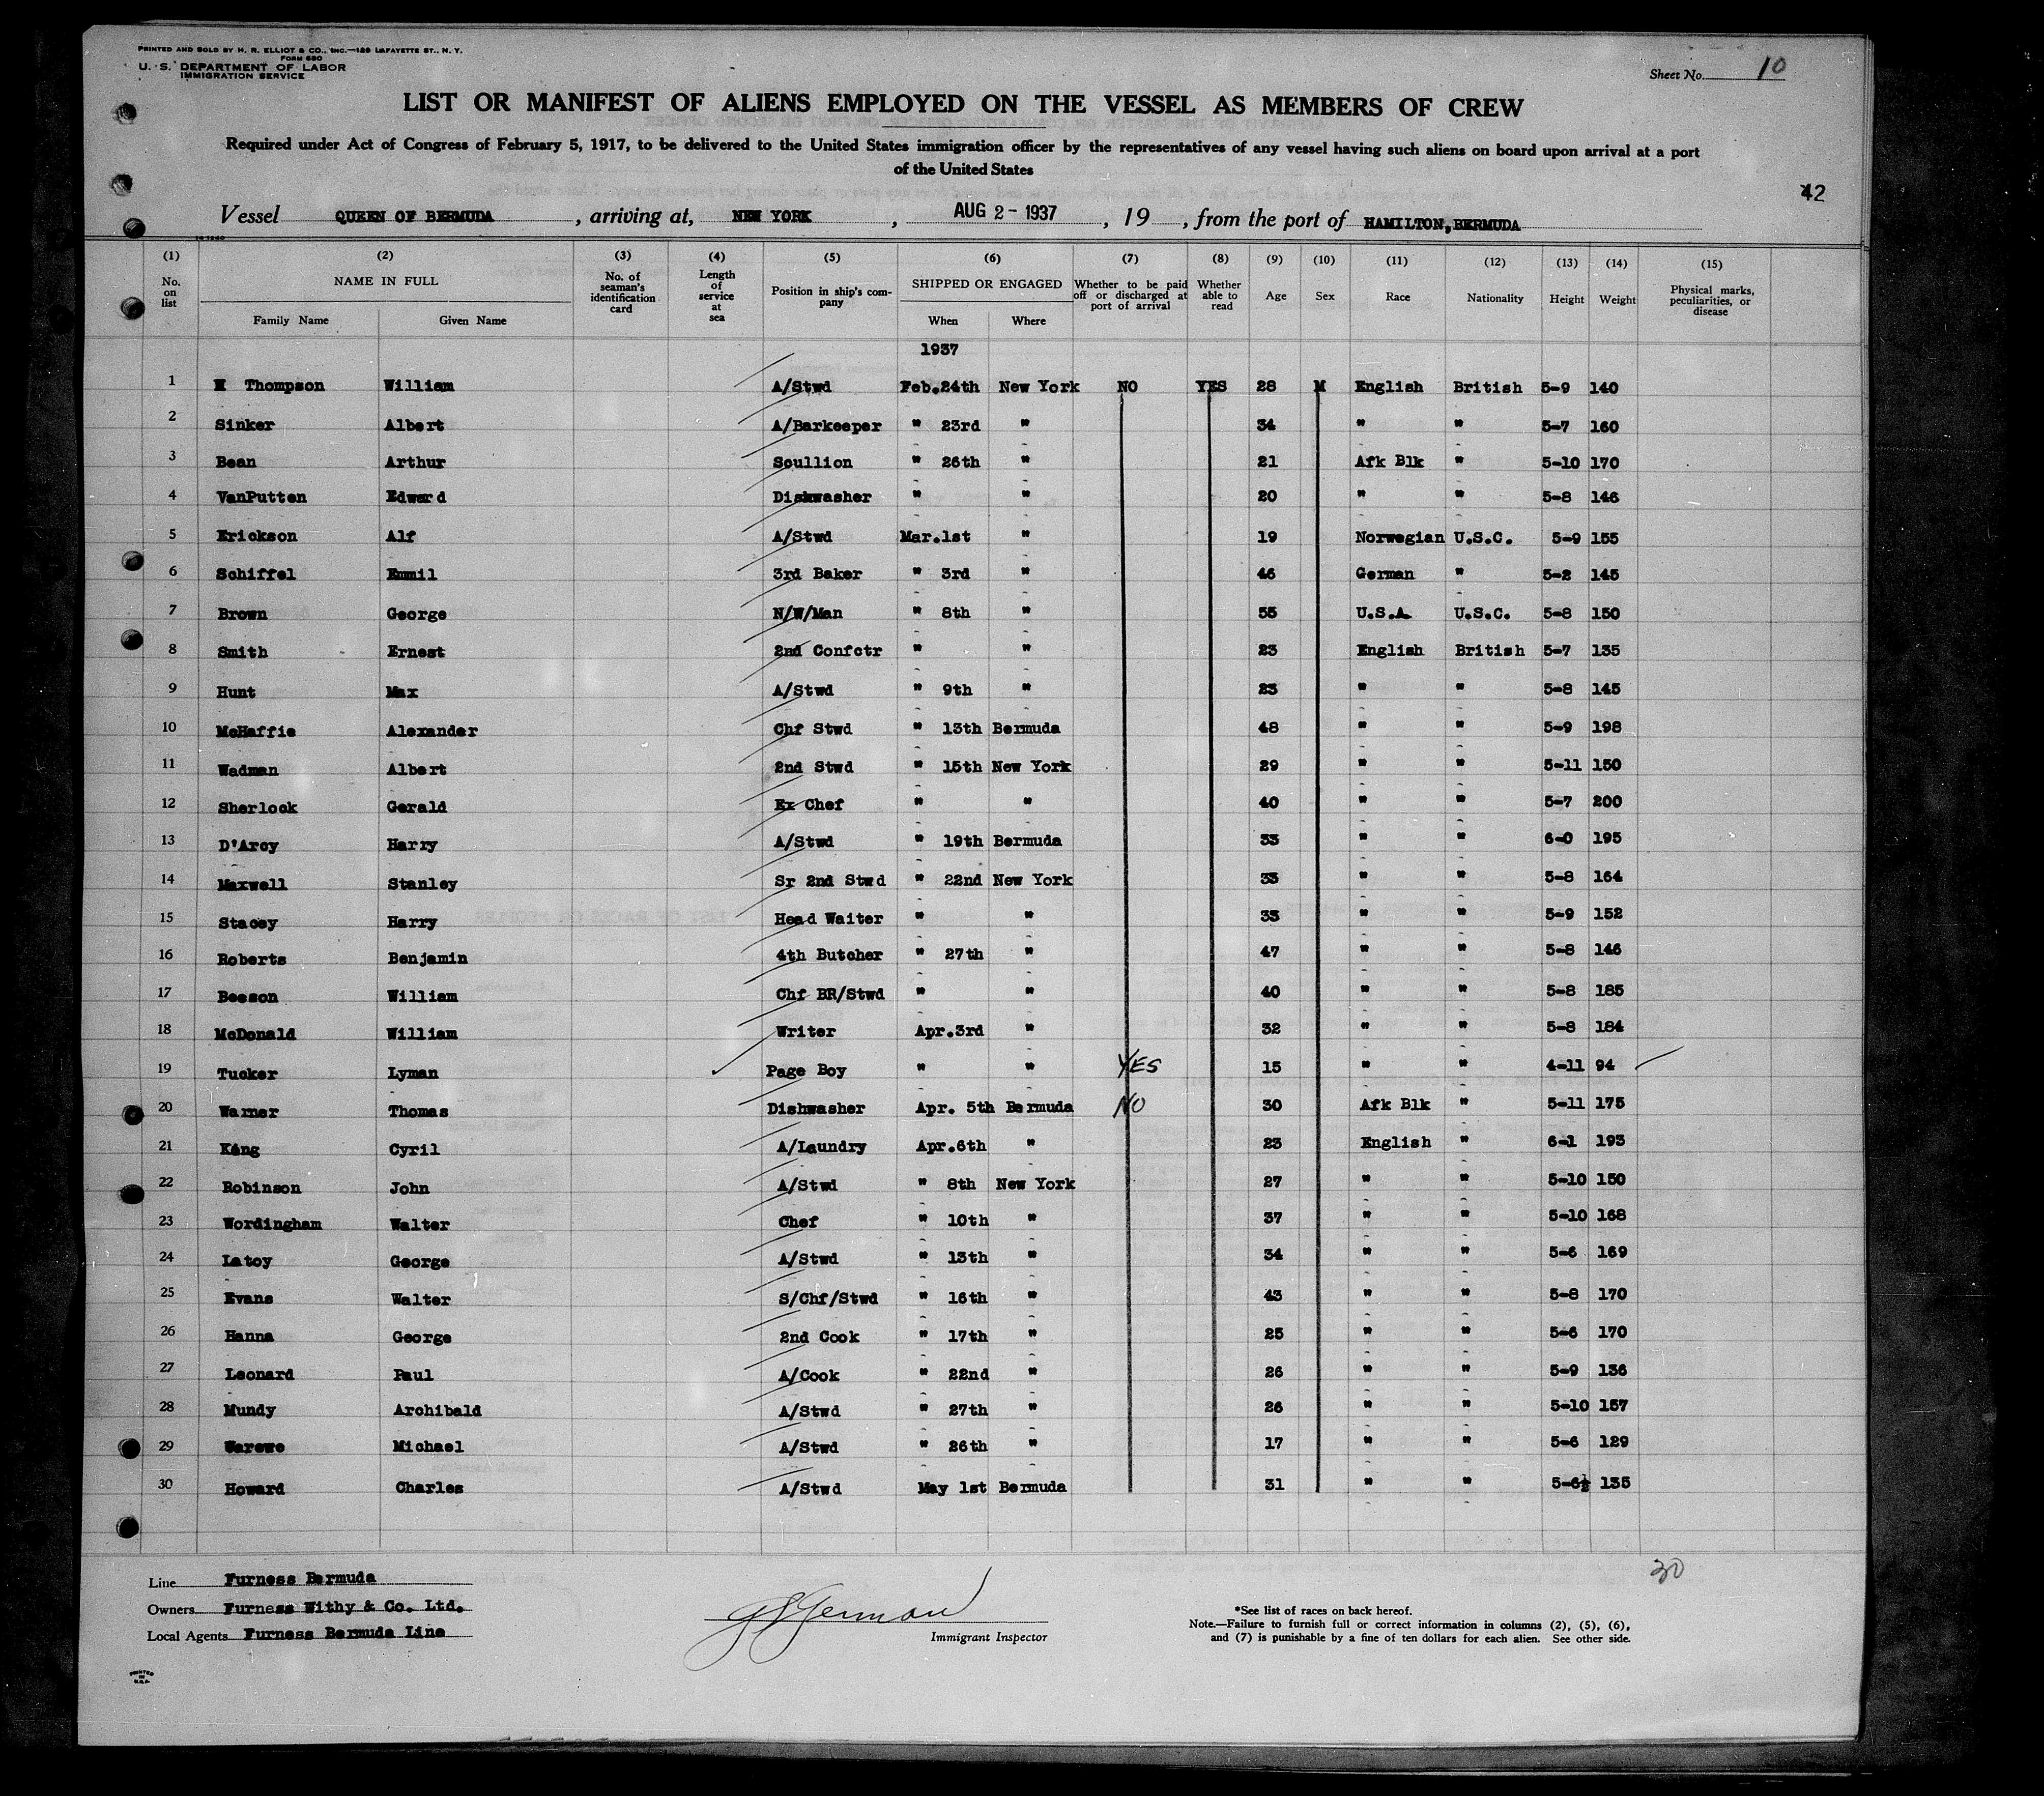 PRINTED AND SOLD BY H. R. ELLIOT & CO., INC.—129 LAFAYETTE ST., N. Y.
FORM 680
U. S. DEPARTMENT OF LABOR
IMMIGRATION SERVICE
Sheet No. 10
LIST OR MANIFEST OF ALIENS EMPLOYED ON THE VESSEL AS MEMBERS OF CREW
Required under Act of Congress of February 5, 1917, to be delivered to the United States immigration officer by the representatives of any vessel having such aliens on board upon arrival at a port
of the United States
42
Vessel QUEEN OF BERMUDA, arriving at, NEW YORK, AUG 2 - 1937, 19, from the port of HAMILTON, BERMUDA
(1) (2) (3) (4) (5) (6) (7) (8) (9) (10) (11) (12) (13) (14) (15)
No. on list NAME IN FULL Family Name Given Name No. of seaman's identification card Length of service at sea Position in ship's company SHIPPED OR ENGAGED When Where Whether to be paid off or discharged at port of arrival Whether able to read Age Sex Race Nationality Height Weight Physical marks, peculiarities, or disease
1937
1 Thompson William A/Stwd Feb.24th New York NO YES 28 M English British 5-9 140
2 Sinker Albert A/Barkeeper " 23rd " 34 " " 5-7 160
3 Bean Arthur Scullion " 26th " 21 Afk Blk " 5-10 170
4 VanPutten Edward Dishwasher " " 20 " " 5-8 146
5 Erickson Alf A/Stwd Mar.1st " 19 Norwegian U.S.C. 5-9 155
6 Schiffel Emmil 3rd Baker " 3rd " 46 German " 5-2 145
7 Brown George N/W/Man " 8th " 55 U.S.A. U.S.C. 5-8 150
8 Smith Ernest 2nd Confctr " " 23 English British 5-7 135
9 Hunt Max A/Stwd " 9th " 23 " " 5-8 145
10 McHaffie Alexander Chf Stwd " 13th Bermuda 48 " " 5-9 198
11 Wadman Albert 2nd Stwd " 15th New York 29 " " 5-11 150
12 Sherlock Gerald Ex Chef " " 40 " " 5-7 200
13 D'Arcy Harry A/Stwd " 19th Bermuda 33 " " 6-0 195
14 Maxwell Stanley Sr 2nd Stwd " 22nd New York 33 " " 5-8 164
15 Stacey Harry Head Waiter " " 33 " " 5-9 152
16 Roberts Benjamin 4th Butcher " 27th " 47 " " 5-8 146
17 Beeson William Chf BR/Stwd " " 40 " " 5-8 185
18 McDonald William Writer Apr.3rd " 32 " " 5-8 184
19 Tucker Lyman Page Boy " " YES 15 " " 4-11 94
20 Warner Thomas Dishwasher Apr. 5th Bermuda NO 30 Afk Blk " 5-11 175
21 King Cyril A/Laundry Apr.6th " 23 English " 6-1 193
22 Robinson John A/Stwd " 8th New York 27 " " 5-10 150
23 Wordingham Walter Chef " 10th " 37 " " 5-10 168
24 Latoy George A/Stwd " 13th " 34 " " 5-6 169
25 Evans Walter S/Chf/Stwd " 16th " 43 " " 5-8 170
26 Hanna George 2nd Cook " 17th " 25 " " 5-6 170
27 Leonard Paul A/Cook " 22nd " 26 " " 5-9 136
28 Mundy Archibald A/Stwd " 27th " 26 " " 5-10 157
29 Michael A/Stwd " 26th " 17 " " 5-6 129
30 Howard Charles A/Stwd May 1st Bermuda 31 " " 5-6½ 135
30
Line Furness Bermuda
Owners Furness Withy & Co. Ltd.
Local Agents Furness Bermuda Line
Immigrant Inspector
*See list of races on back hereof.
Note.—Failure to furnish full or correct information in columns (2), (5), (6),
and (7) is punishable by a fine of ten dollars for each alien. See other side.
PRINTED
IN
U.S.A.